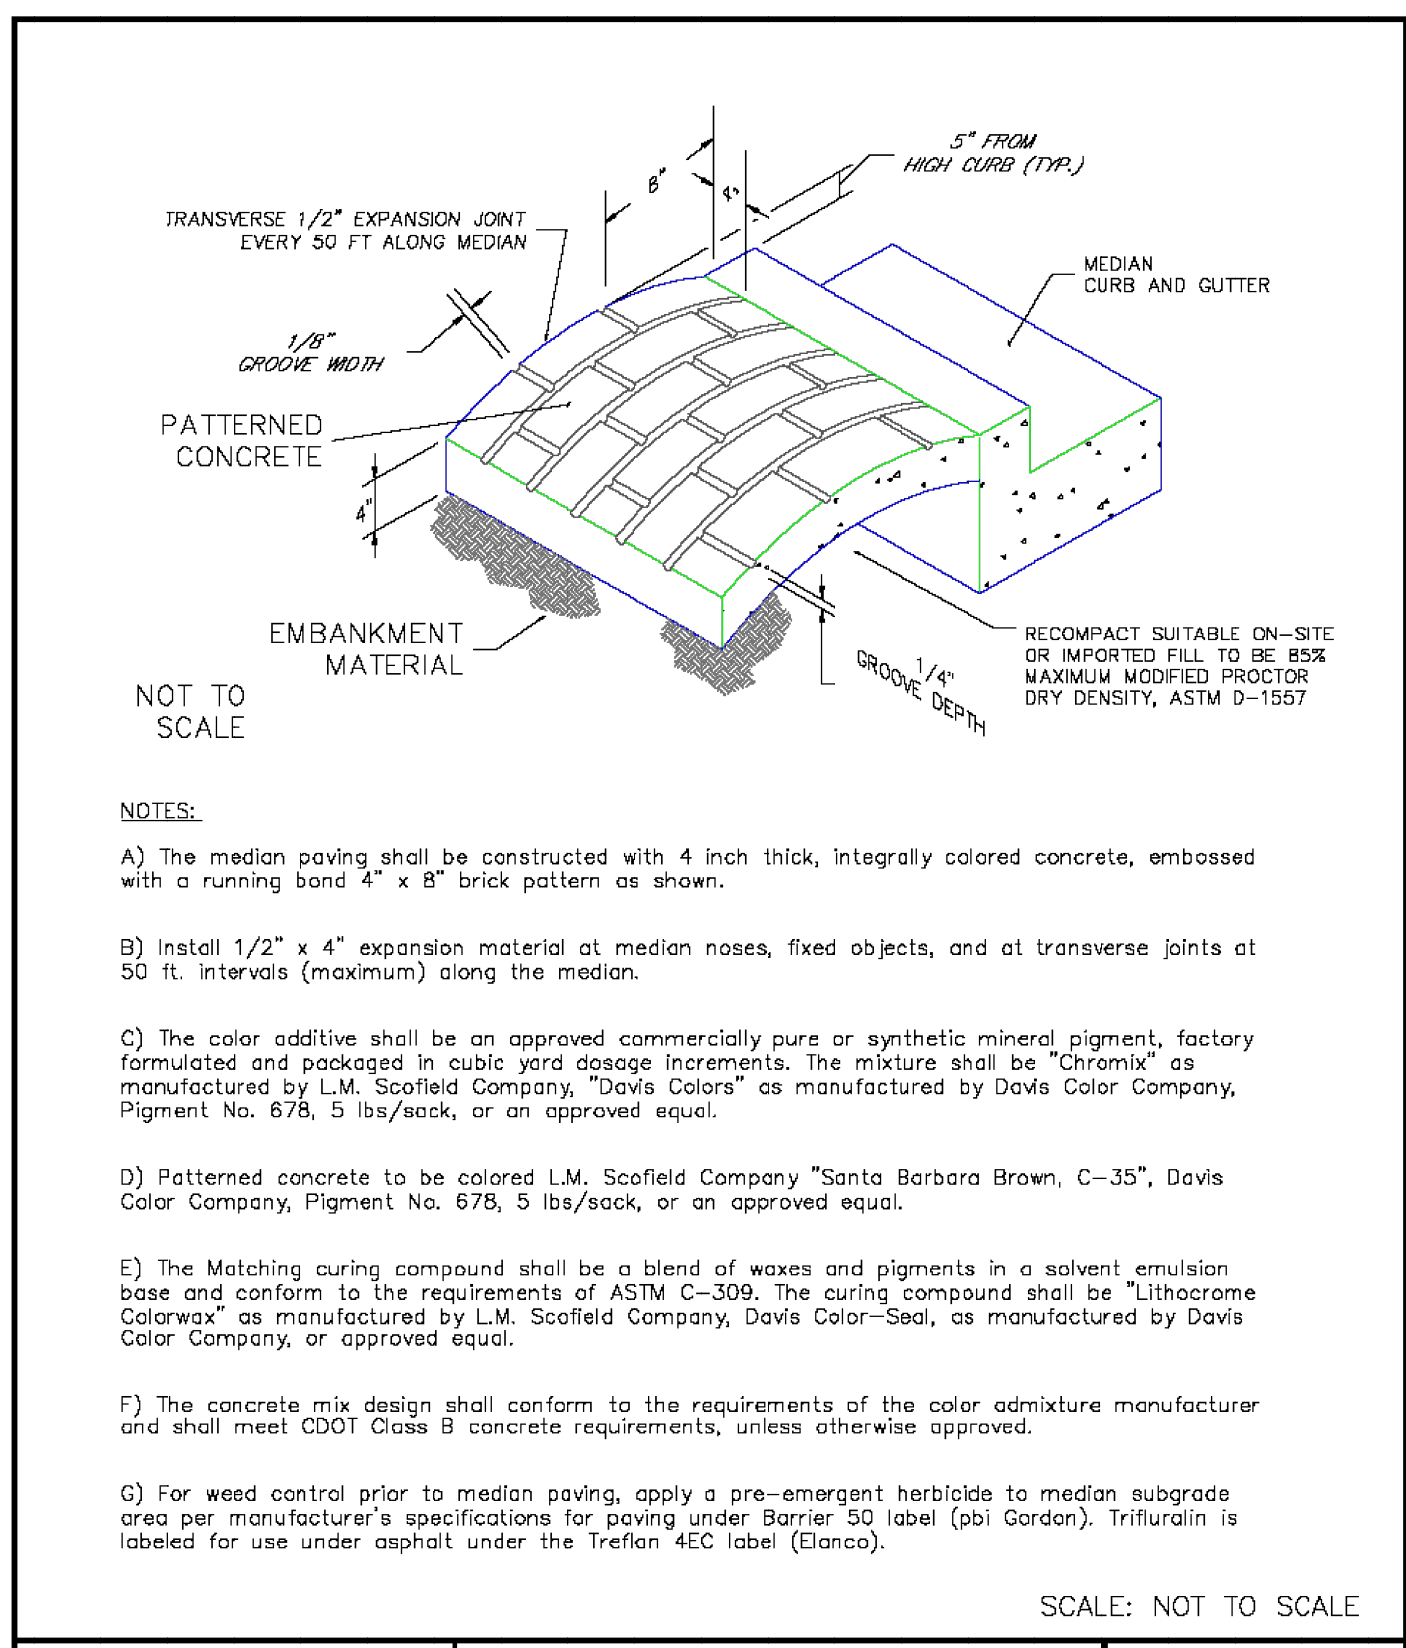 5" FROM
HIGH CURB (TYP.)
8"
4"
TRANSVERSE 1/2" EXPANSION JOINT
EVERY 50 FT ALONG MEDIAN
MEDIAN
CURB AND GUTTER
1/8"
GROOVE WIDTH
PATTERNED
CONCRETE
4"
EMBANKMENT
MATERIAL
1/4"
GROOVE DEPTH
RECOMPACT SUITABLE ON-SITE
OR IMPORTED FILL TO BE 85%
MAXIMUM MODIFIED PROCTOR
DRY DENSITY, ASTM D-1557
NOT TO
SCALE
NOTES:
A) The median paving shall be constructed with 4 inch thick, integrally colored concrete, embossed
with a running bond 4" x 8" brick pattern as shown.
B) Install 1/2" x 4" expansion material at median noses, fixed objects, and at transverse joints at
50 ft. intervals (maximum) along the median.
C) The color additive shall be an approved commercially pure or synthetic mineral pigment, factory
formulated and packaged in cubic yard dosage increments. The mixture shall be "Chromix" as
manufactured by L.M. Scofield Company, "Davis Colors" as manufactured by Davis Color Company,
Pigment No. 678, 5 lbs/sack, or an approved equal.
D) Patterned concrete to be colored L.M. Scofield Company "Santa Barbara Brown, C-35", Davis
Color Company, Pigment No. 678, 5 lbs/sack, or an approved equal.
E) The Matching curing compound shall be a blend of waxes and pigments in a solvent emulsion
base and conform to the requirements of ASTM C-309. The curing compound shall be "Lithocrome
Colorwax" as manufactured by L.M. Scofield Company, Davis Color-Seal, as manufactured by Davis
Color Company, or approved equal.
F) The concrete mix design shall conform to the requirements of the color admixture manufacturer
and shall meet CDOT Class B concrete requirements, unless otherwise approved.
G) For weed control prior to median paving, apply a pre-emergent herbicide to median subgrade
area per manufacturer's specifications for paving under Barrier 50 label (pbi Gordon). Trifluralin is
labeled for use under asphalt under the Treflan 4EC label (Elanco).
SCALE: NOT TO SCALE